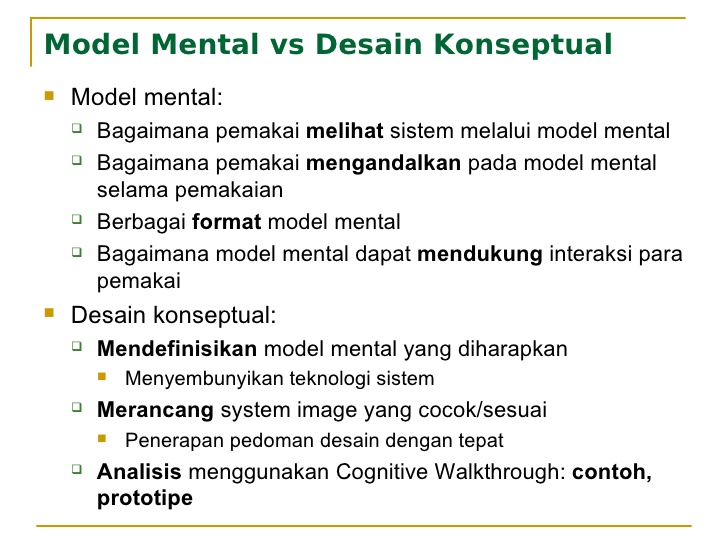 Model Mental vs Desain Konseptual
Model mental:
Bagaimana pemakai melihat sistem melalui model mental
Bagaimana pemakai mengandalkan pada model mental
selama pemakaian
Berbagai format model mental
Bagaimana model mental dapat mendukung interaksi para
pemakai
Desain konseptual:
Mendefinisikan model mental yang diharapkan
Menyembunyikan teknologi sistem
Merancang system image yang cocok/sesuai
Penerapan pedoman desain dengan tepat
Analisis menggunakan Cognitive Walkthrough: contoh,
prototipe